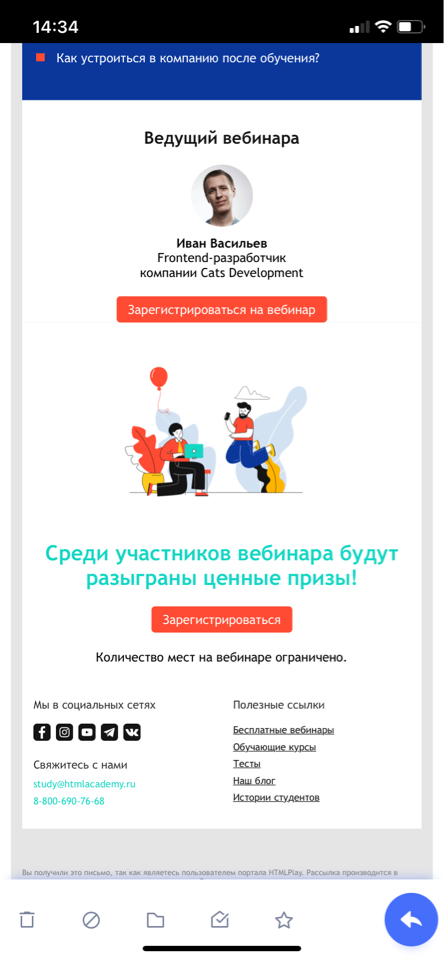 14:34
Как устроиться в компанию после обучения?
Ведущий вебинара
Иван Васильев
Frontend-разработчик
компании Cats Development
Зарегистрироваться на вебинар
Среди участников вебинара будут
разыграны ценные призы!
Зарегистрироваться
Количество мест на вебинаре ограничено.
Мы в социальных сетях
Свяжитесь с нами
study@htmlacademy.ru
8-800-690-76-68
Полезные ссылки
Бесплатные вебинары
Обучающие курсы
Тесты
Наш блог
Истории студентов
Вы получили это письмо, так как являетесь пользователем портала HTMLPlay. Рассылка производится в